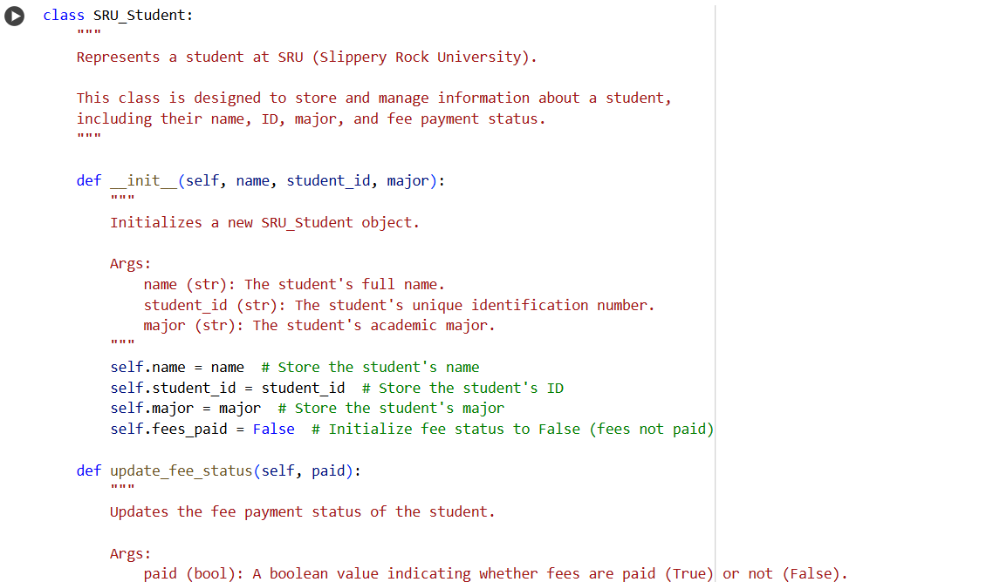 class SRU_Student:
    """
    Represents a student at SRU (Slippery Rock University).

    This class is designed to store and manage information about a student,
    including their name, ID, major, and fee payment status.
    """

    def __init__(self, name, student_id, major):
        """
        Initializes a new SRU_Student object.

        Args:
            name (str): The student's full name.
            student_id (str): The student's unique identification number.
            major (str): The student's academic major.
        """
        self.name = name  # Store the student's name
        self.student_id = student_id  # Store the student's ID
        self.major = major  # Store the student's major
        self.fees_paid = False  # Initialize fee status to False (fees not paid)

    def update_fee_status(self, paid):
        """
        Updates the fee payment status of the student.

        Args:
            paid (bool): A boolean value indicating whether fees are paid (True) or not (False).